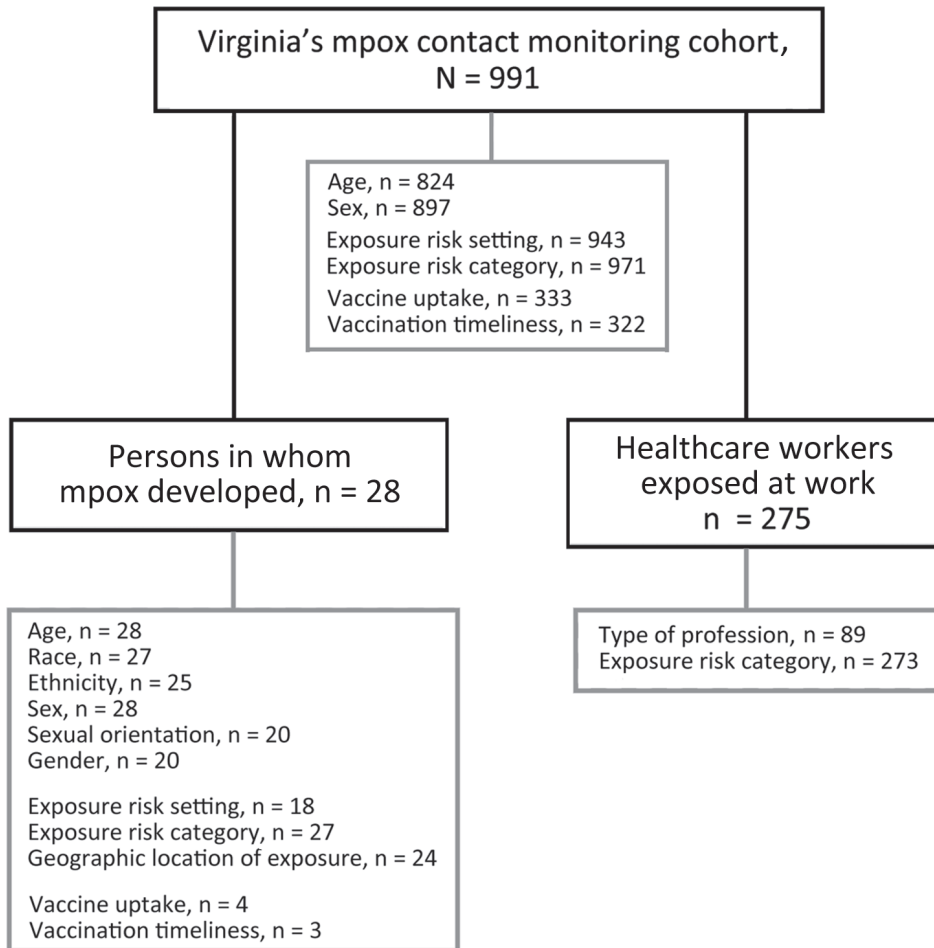 Virginia’s mpox contact monitoring cohort,
N = 991
Age, n = 824
Sex, n = 897
Exposure risk setting, n = 943
Exposure risk category, n = 971
Vaccine uptake, n = 333
Vaccination timeliness, n = 322
Persons in whom
mpox developed, n = 28
Healthcare workers
exposed at work
n = 275
Age, n = 28
Race, n = 27
Ethnicity, n = 25
Sex, n = 28
Sexual orientation, n = 20
Gender, n = 20
Exposure risk setting, n = 18
Exposure risk category, n = 27
Geographic location of exposure, n = 24
Vaccine uptake, n = 4
Vaccination timeliness, n = 3
Type of profession, n = 89
Exposure risk category, n = 273